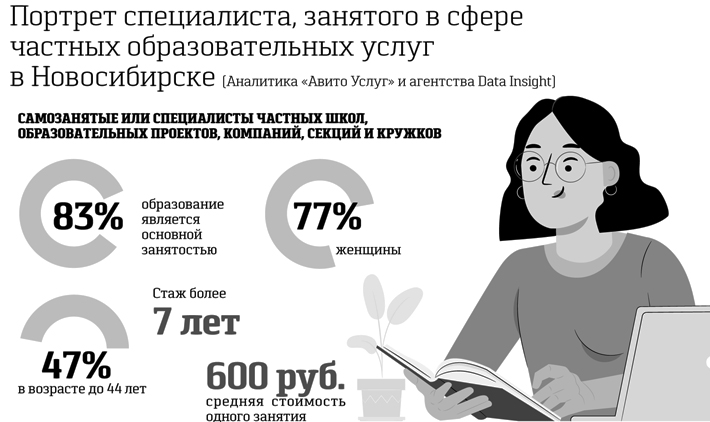 Портрет специалиста, занятого в сфере
частных образовательных услуг
в Новосибирске (Аналитика «Авито Услуг» и агентства Data Insight)
САМОЗАНЯТЫЕ ИЛИ СПЕЦИАЛИСТЫ ЧАСТНЫХ ШКОЛ,
ОБРАЗОВАТЕЛЬНЫХ ПРОЕКТОВ, КОМПАНИЙ, СЕКЦИЙ И КРУЖКОВ
83%
образование
является
основной
занятостью
77%
женщины
47%
в возрасте до 44 лет
Стаж более
7 лет
600 руб.
средняя стоимость
одного занятия